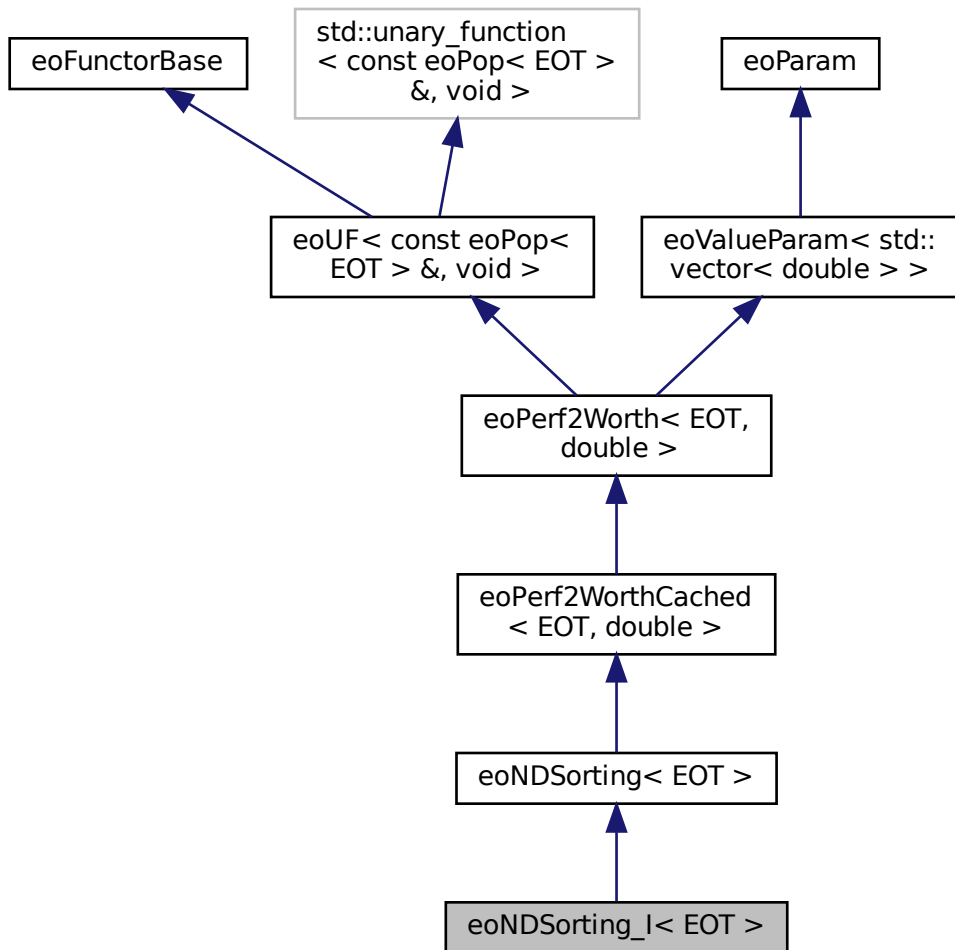 eoFunctorBase
std::unary_function
< const eoPop< EOT >
&, void >
eoParam
eoUF< const eoPop<
EOT > &, void >
eoValueParam< std::
vector< double > >
eoPerf2Worth< EOT,
double >
eoPerf2WorthCached
< EOT, double >
eoNDSorting< EOT >
eoNDSorting_I< EOT >